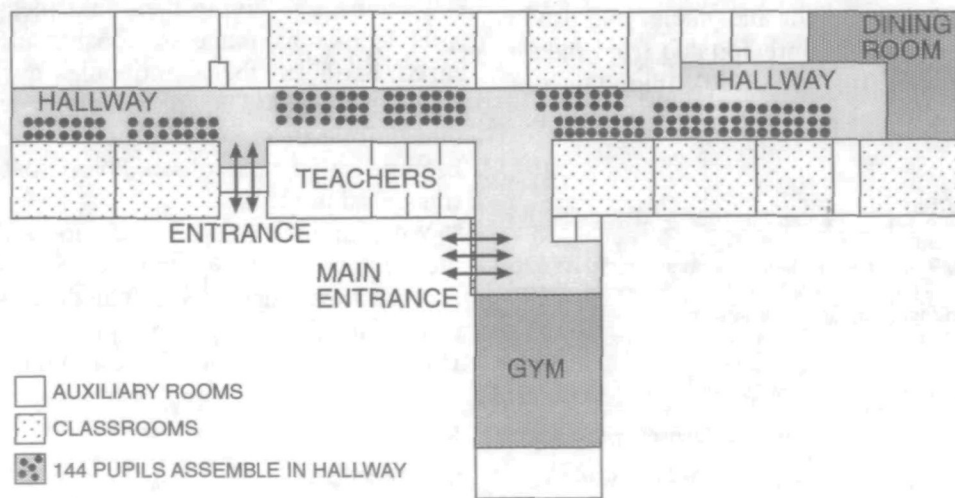 DINING
ROOM
HALLWAY
HALLWAY
TEACHERS
ENTRANCE
MAIN
ENTRANCE
GYM
AUXILIARY ROOMS
CLASSROOMS
144 PUPILS ASSEMBLE IN HALLWAY